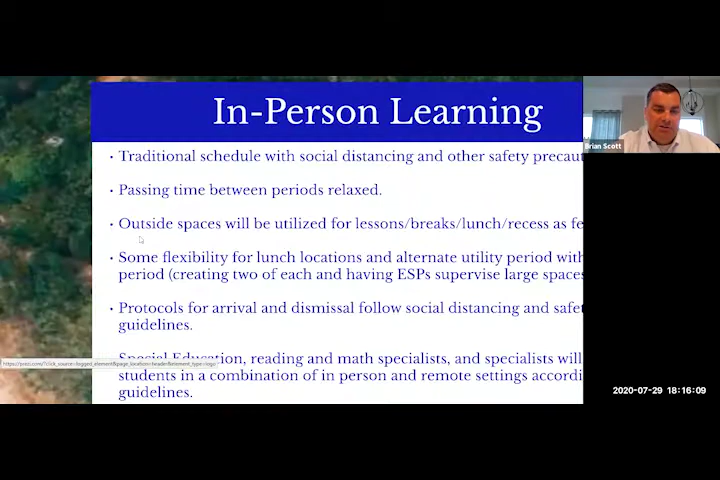 In-Person Learning
Brian Scott
• Traditional schedule with social distancing and other safety precau
• Passing time between periods relaxed.
• Outside spaces will be utilized for lessons/breaks/lunch/recess as fe
• Some flexibility for lunch locations and alternate utility period with
period (creating two of each and having ESPs supervise large spaces
• Protocols for arrival and dismissal follow social distancing and safet
guidelines.
Special Education, reading and math specialists, and specialists will
students in a combination of in person and remote settings accordi
guidelines.
2020-07-29 18:16:09